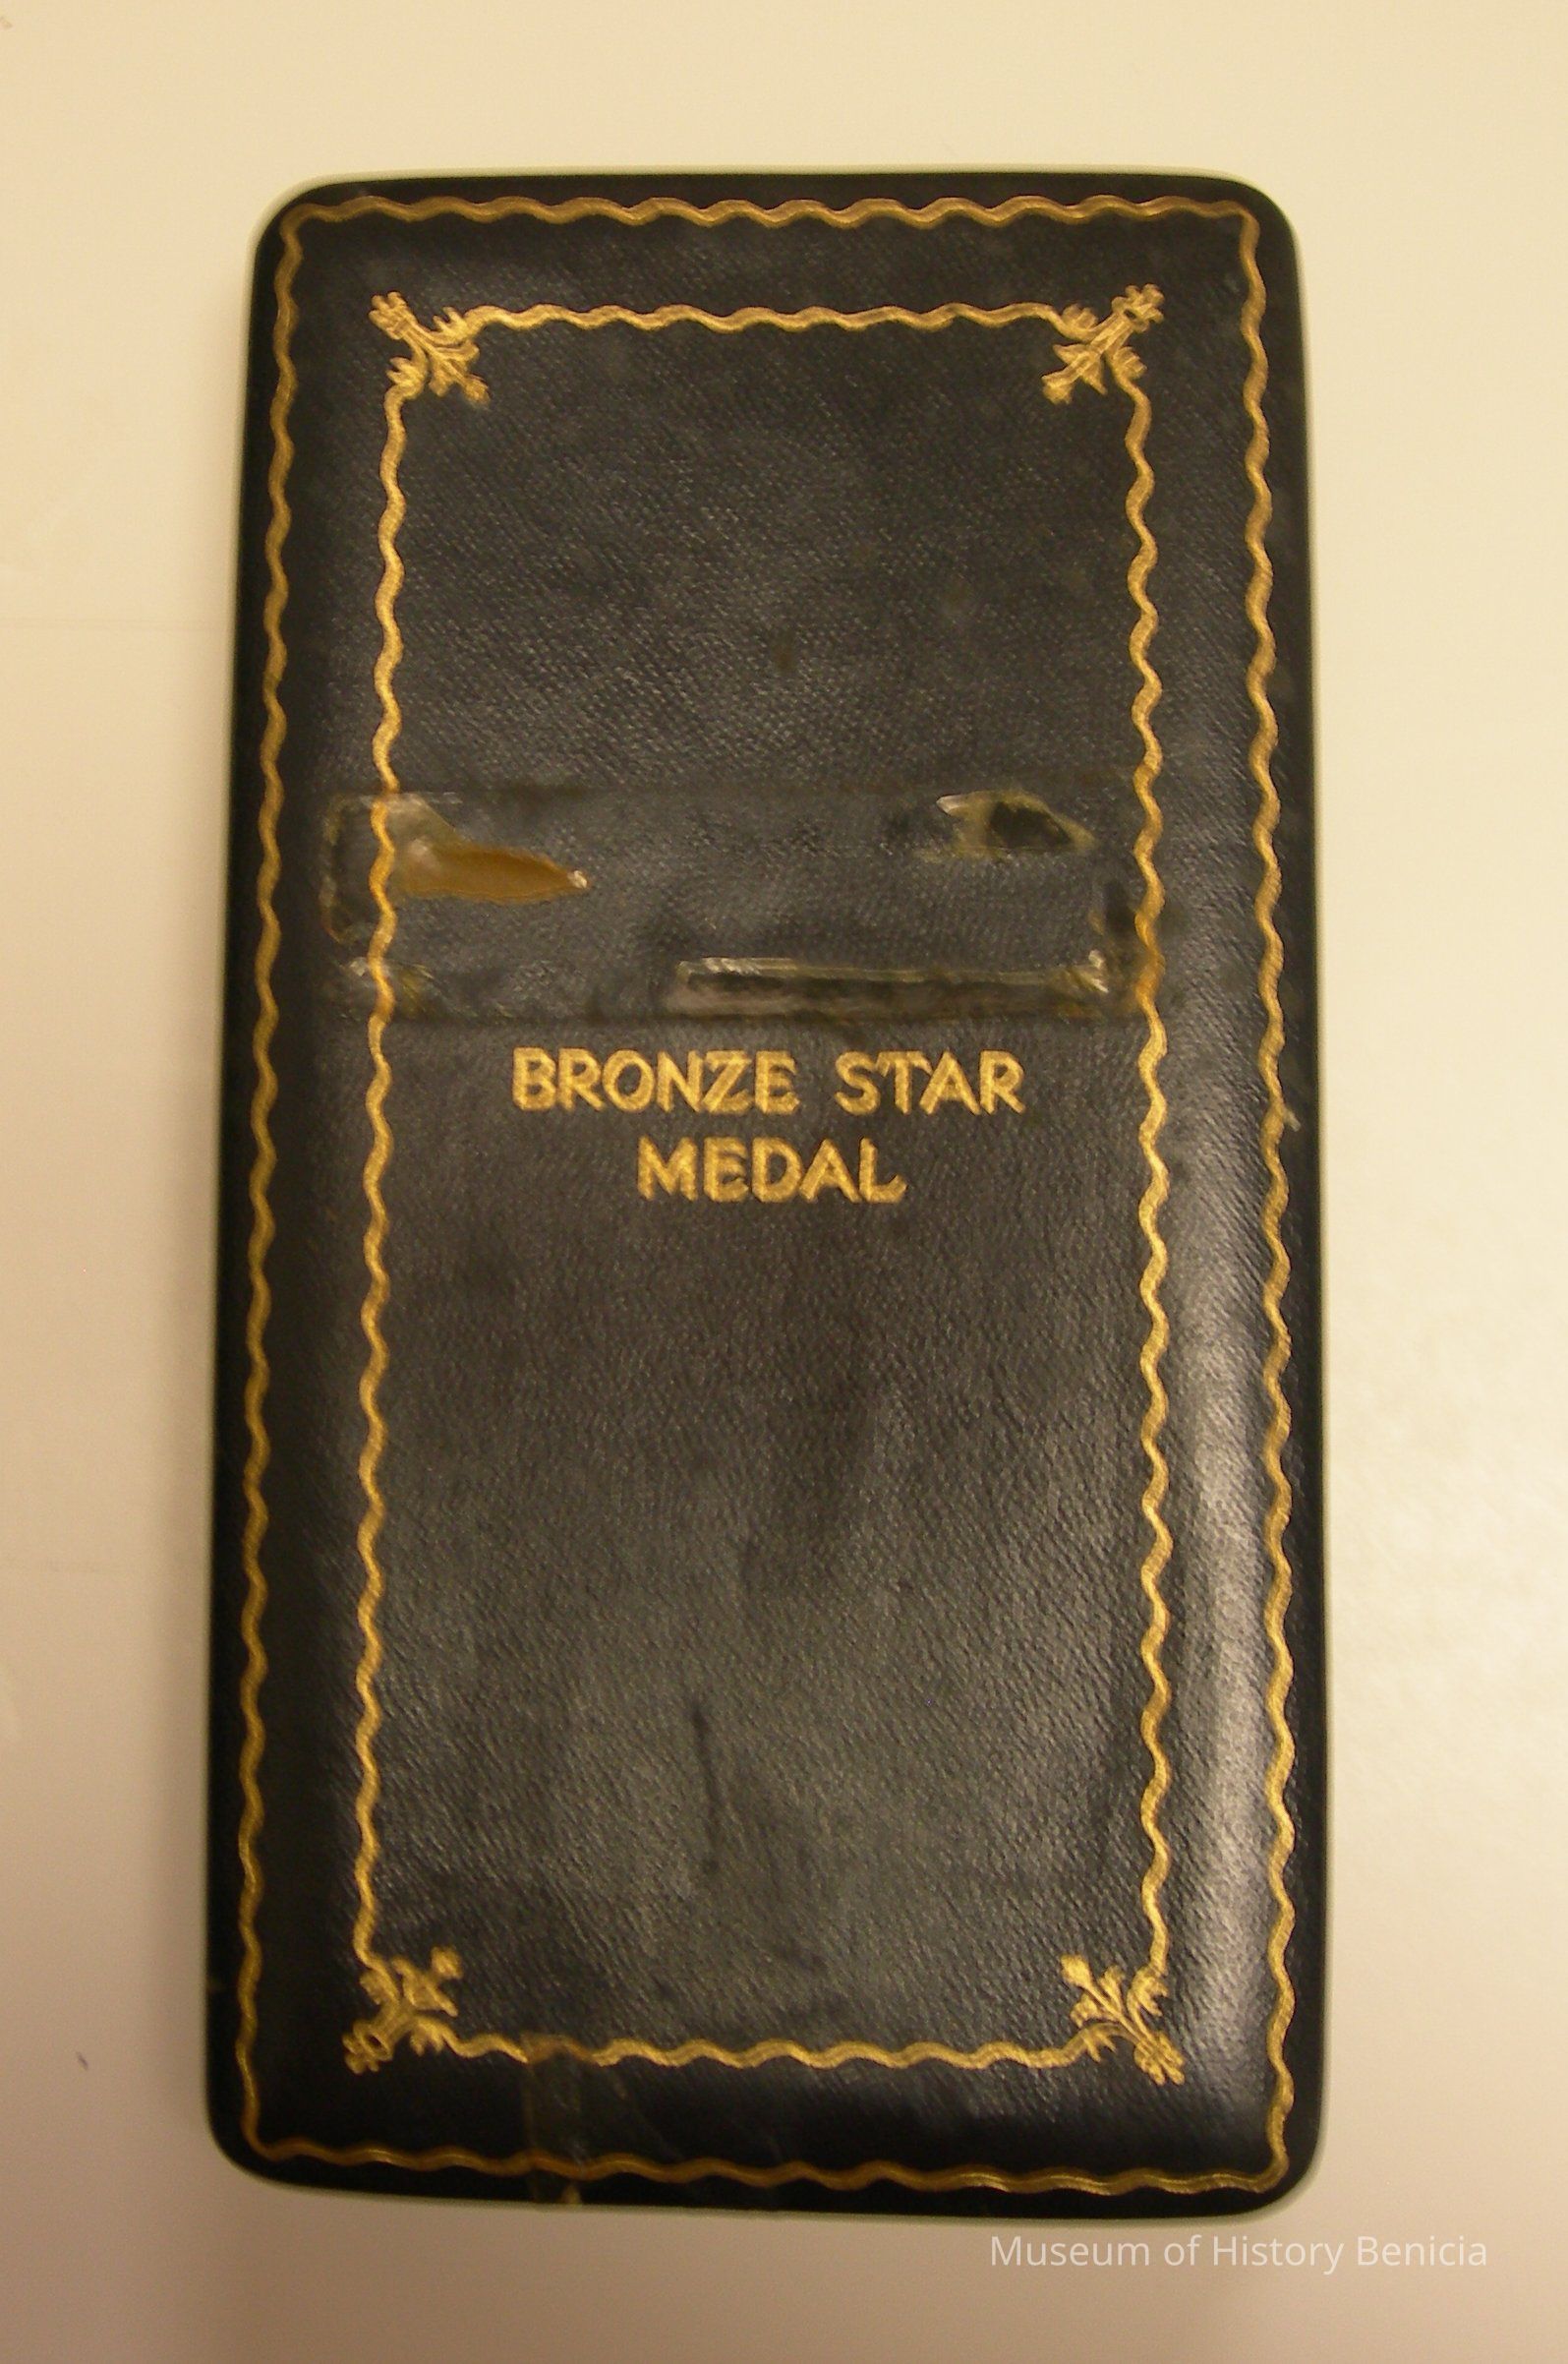 BRONZE STAR
MEDAL
Museum of History Benicia